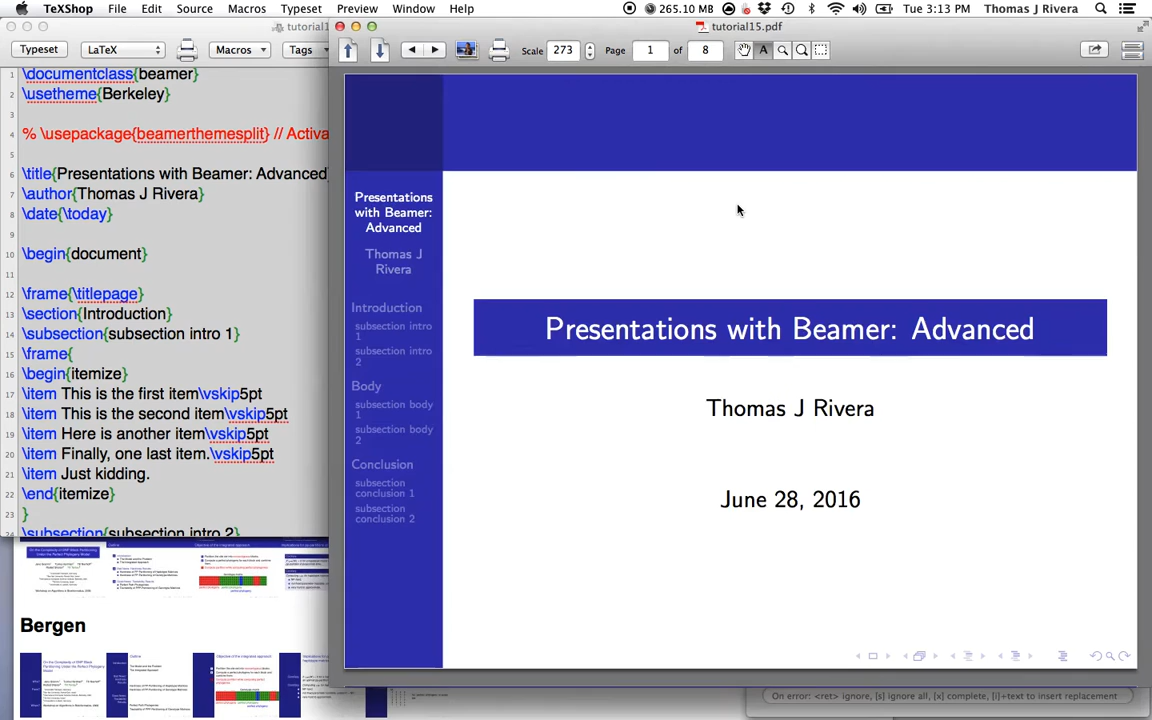 TeXShop File Edit Source Macros Typeset Preview Window Help 265.10 MB Tue 3:13 PM Thomas J Rivera
tutorial1
tutorial15.pdf
Typeset LaTeX Macros Tags
Scale 273 Page 1 of 8
1 \documentclass{beamer}
2 \usetheme{Berkeley}
3
4 % \usepackage{beamerthemesplit} // Activa
5
6 \title{Presentations with Beamer: Advanced}
7 \author{Thomas J Rivera}
8 \date{\today}
9
10 \begin{document}
11
12 \frame{\titlepage}
13 \section{Introduction}
14 \subsection{subsection intro 1}
15 \frame{
16 \begin{itemize}
17 \item This is the first item\vskip5pt
18 \item This is the second item\vskip5pt
19 \item Here is another item\vskip5pt
20 \item Finally, one last item.\vskip5pt
21 \item Just kidding.
22 \end{itemize}
23 }
24 \subsection{subsection intro 2}
Presentations
with Beamer:
Advanced
Thomas J
Rivera
Introduction
subsection intro
1
subsection intro
2
Body
subsection body
1
subsection body
2
Conclusion
subsection
conclusion 1
subsection
conclusion 2
Presentations with Beamer: Advanced
Thomas J Rivera
June 28, 2016
Bergen
On error: <ret> ignore, [s] ignore all, [x] complete, [i]+text to insert replacement